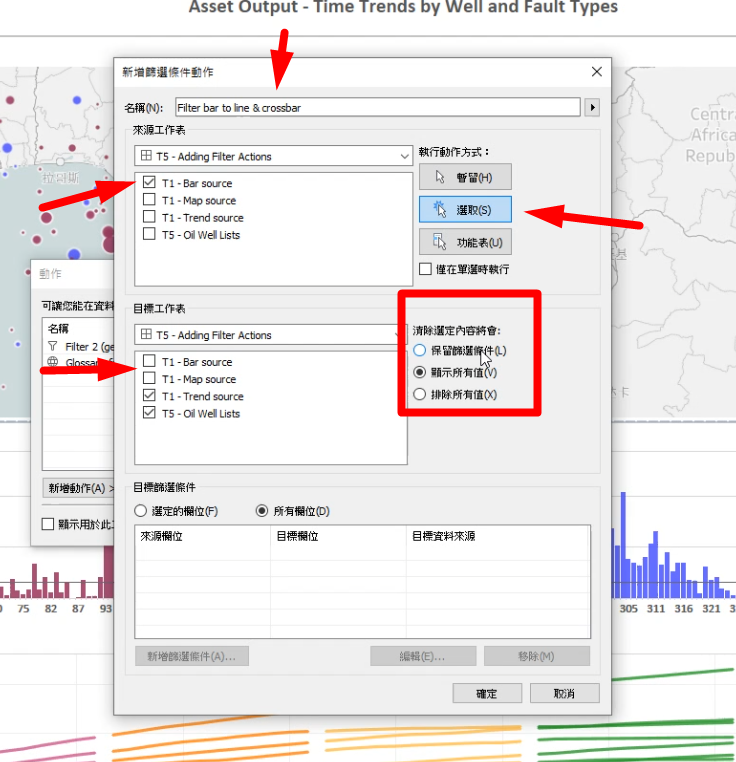 Asset Output - Time Trends by Well and Fault Types
新增篩選條件動作
名稱(N): Filter bar to line & crossbar
來源工作表
T5 - Adding Filter Actions
T1 - Bar source
T1 - Map source
T1 - Trend source
T5 - Oil Well Lists
執行動作方式：
暫留(H)
選取(S)
功能表(U)
僅在單選時執行
目標工作表
T5 - Adding Filter Actions
T1 - Bar source
T1 - Map source
T1 - Trend source
T5 - Oil Well Lists
清除選定內容將會:
保留篩選條件(L)
顯示所有值(V)
排除所有值(X)
目標篩選條件
選定的欄位(F) 所有欄位(D)
來源欄位 目標欄位 目標資料來源
新增篩選條件(A)... 編輯(E)... 移除(M)
確定 取消
動作
可讓您能在資料
名稱
Filter 2 (ge
Glossar
新增動作(A) >
顯示用於此
拉哥斯
Centr
Africa
Repub
基
卡
75 82 87 93
305 311 316 321